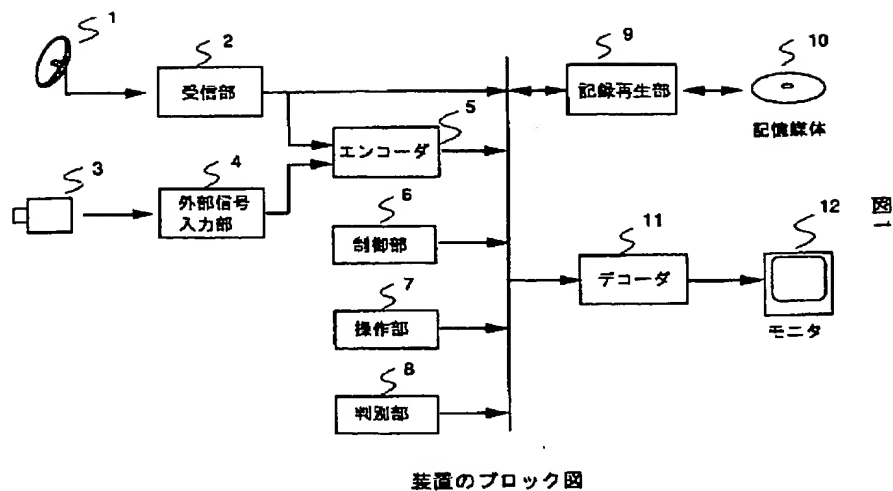 1
2
受信部
3
4
外部信号
入力部
5
エンコーダ
6
制御部
7
操作部
8
判別部
9
記録再生部
10
記憶媒体
11
デコーダ
12
モニタ
図1
装置のブロック図